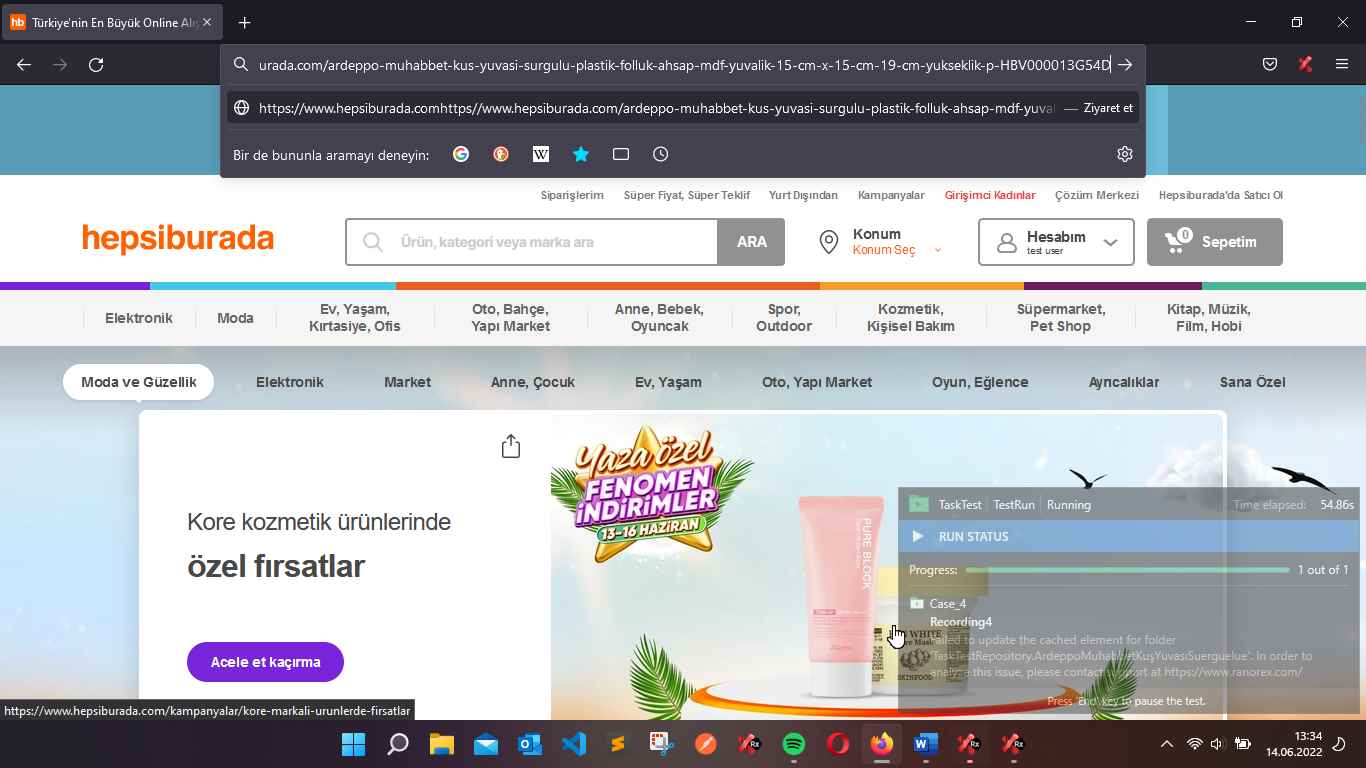 Türkiye'nin En Büyük Online Alış
urada.com/ardeppo-muhabbet-kus-yuvasi-surgulu-plastik-folluk-ahsap-mdf-yuvalik-15-cm-x-15-cm-19-cm-yukseklik-p-HBV000013G54D
https://www.hepsiburada.comhttps//www.hepsiburada.com/ardeppo-muhabbet-kus-yuvasi-surgulu-plastik-folluk-ahsap-mdf-yuval — Ziyaret et
Bir de bununla aramayı deneyin:
Siparişlerim Süper Fiyat, Süper Teklif Yurt Dışından Kampanyalar Girişimci Kadınlar Çözüm Merkezi Hepsiburada'da Satıcı Ol
hepsiburada
Ürün, kategori veya marka ara
ARA
Konum
Konum Seç
Hesabım
test user
0
Sepetim
Elektronik
Moda
Ev, Yaşam,
Kırtasiye, Ofis
Oto, Bahçe,
Yapı Market
Anne, Bebek,
Oyuncak
Spor,
Outdoor
Kozmetik,
Kişisel Bakım
Süpermarket,
Pet Shop
Kitap, Müzik,
Film, Hobi
Moda ve Güzellik Elektronik Market Anne, Çocuk Ev, Yaşam Oto, Yapı Market Oyun, Eğlence Ayrıcalıklar Sana Özel
Kore kozmetik ürünlerinde
özel fırsatlar
Acele et kaçırma
Yaza özel
FENOMEN
İNDİRİMLER
13-16 HAZİRAN
PURE BLOCK
WHITE
SKINFOOD
TaskTest TestRun Running Time elapsed: 54.86s
RUN STATUS
Progress: 1 out of 1
Case_4
Recording4
Failed to update the cached element for folder
'TaskTestRepository.ArdeppoMuhabbetKuşYuvasıSuerguelue'. In order to
analyze this issue, please contact support at https://www.ranorex.com/
Press 'End' key to pause the test.
https://www.hepsiburada.com/kampanyalar/kore-markali-urunlerde-firsatlar
13:34
14.06.2022